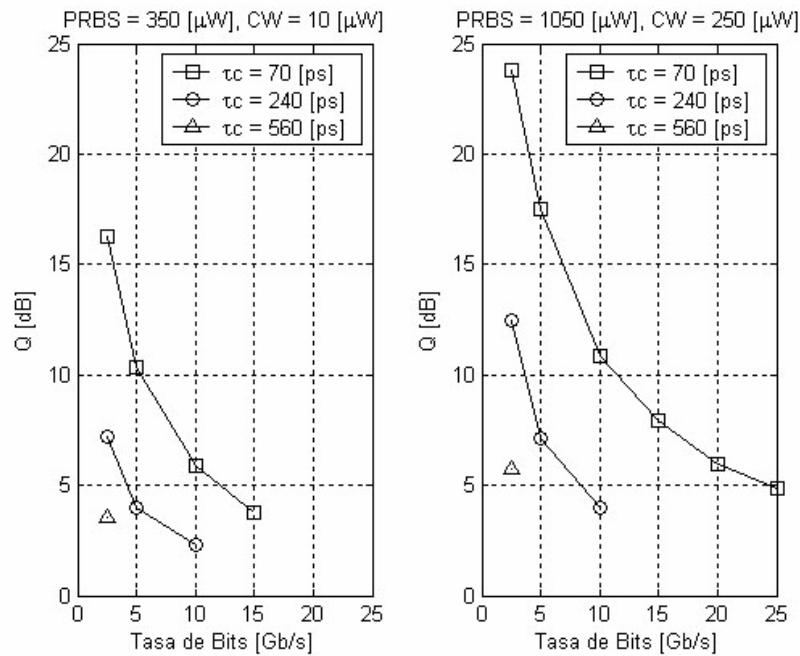 PRBS = 350 [μW], CW = 10 [μW]
25
20
15
10
5
0
Q [dB]
τc = 70 [ps]
τc = 240 [ps]
τc = 560 [ps]
0 5 10 15 20 25
Tasa de Bits [Gb/s]
PRBS = 1050 [μW], CW = 250 [μW]
25
20
15
10
5
0
Q [dB]
τc = 70 [ps]
τc = 240 [ps]
τc = 560 [ps]
0 5 10 15 20 25
Tasa de Bits [Gb/s]